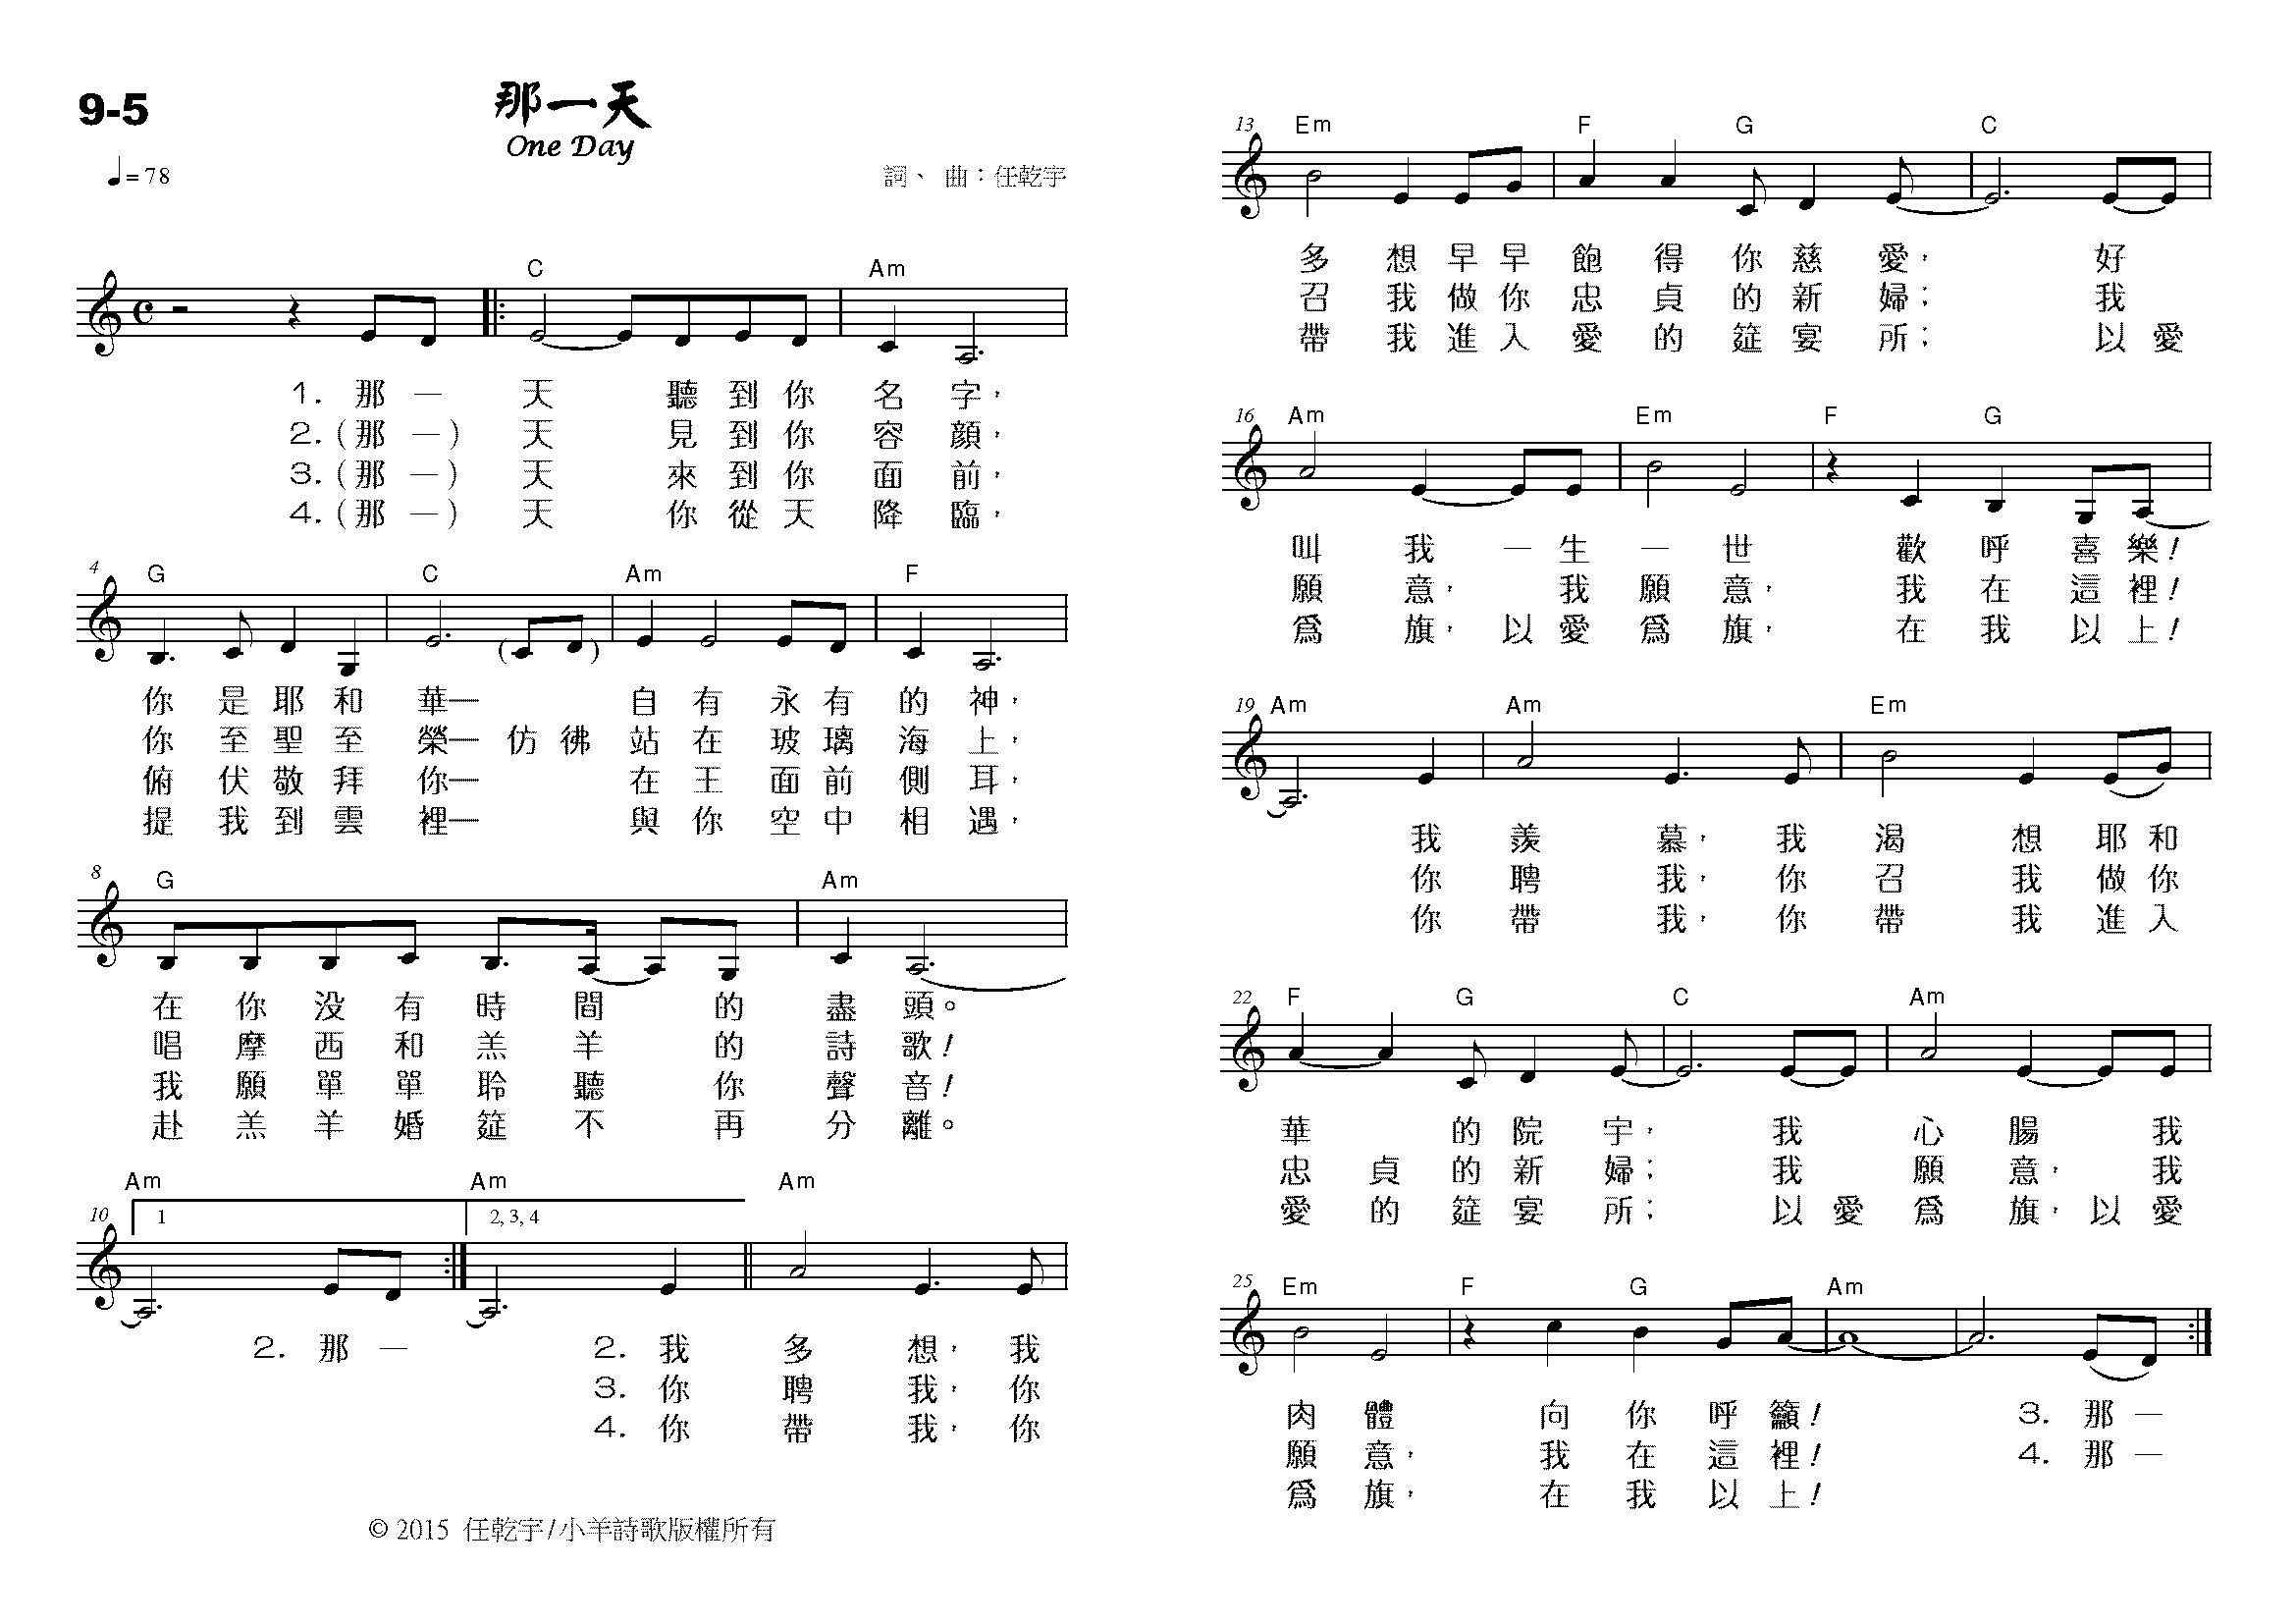 9-5
那一天
One Day
♩=78
詞、 曲：任乾宇
C Am
1. 那 一 天 聽 到 你 名 字，
2.（那 一） 天 見 到 你 容 顏，
3.（那 一） 天 來 到 你 面 前，
4.（那 一） 天 你 從 天 降 臨，
4
G C Am F
你 是 耶 和 華— 自 有 永 有 的 神，
你 至 聖 至 榮— 仿 彿 站 在 玻 璃 海 上，
俯 伏 敬 拜 你— 在 王 面 前 側 耳，
提 我 到 雲 裡— 與 你 空 中 相 遇，
8
G Am
在 你 没 有 時 間 的 盡 頭。
唱 摩 西 和 羔 羊 的 詩 歌！
我 願 單 單 聆 聽 你 聲 音！
赴 羔 羊 婚 筵 不 再 分 離。
Am Am Am
10 1 2, 3, 4
2. 那 一 2. 我 多 想，我
3. 你 聘 我，你
4. 你 帶 我，你
© 2015 任乾宇/小羊詩歌版權所有
13
Em F G C
多 想 早 早 飽 得 你 慈 愛， 好
召 我 做 你 忠 貞 的 新 婦； 我
帶 我 進 入 愛 的 筵 宴 所； 以 愛
16
Am Em F G
叫 我 一 生 一 世 歡 呼 喜 樂！
願 意， 我 願 意， 我 在 這 裡！
爲 旗，以 愛 爲 旗， 在 我 以 上！
19
Am Am Em
我 羨 慕，我 渴 想 耶 和
你 聘 我，你 召 我 做 你
你 帶 我，你 帶 我 進 入
22
F G C Am
華 的 院 宇， 我 心 腸 我
忠 貞 的 新 婦； 我 願 意， 我
愛 的 筵 宴 所； 以 愛 爲 旗，以 愛
25
Em F G Am
肉 體 向 你 呼 籲！ 3. 那 一
願 意， 我 在 這 裡！ 4. 那 一
爲 旗， 在 我 以 上！